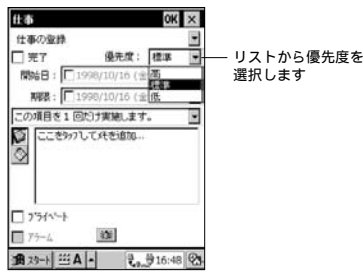 仕事 OK ×
仕事の登録
完了 優先度: 標準
リストから優先度を
選択します
開始日: 1998/10/16 (金 高
標準
期限: 1998/10/16 (金 低
この項目を1回だけ実施します。
ここをタップしてメモを追加...
プライベート
アラーム
スタート A 16:48